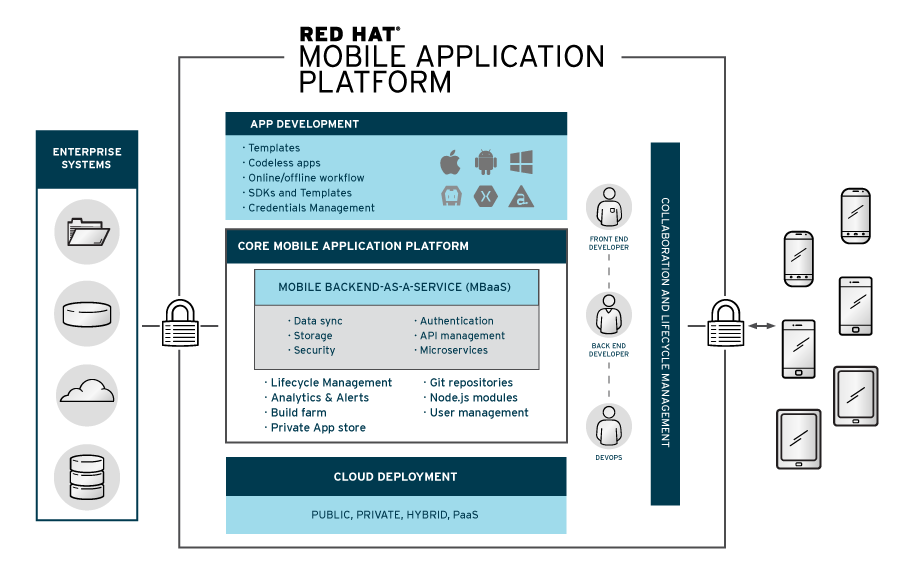 RED HAT®
MOBILE APPLICATION
PLATFORM
ENTERPRISE
SYSTEMS
APP DEVELOPMENT
· Templates
· Codeless apps
· Online/offline workflow
· SDKs and Templates
· Credentials Management
CORE MOBILE APPLICATION PLATFORM
MOBILE BACKEND-AS-A-SERVICE (MBaaS)
· Data sync
· Storage
· Security
· Authentication
· API management
· Microservices
· Lifecycle Management
· Analytics & Alerts
· Build farm
· Private App store
· Git repositories
· Node.js modules
· User management
CLOUD DEPLOYMENT
PUBLIC, PRIVATE, HYBRID, PaaS
FRONT END
DEVELOPER
BACK END
DEVELOPER
DEVOPS
COLLABORATION AND LIFECYCLE MANAGEMENT